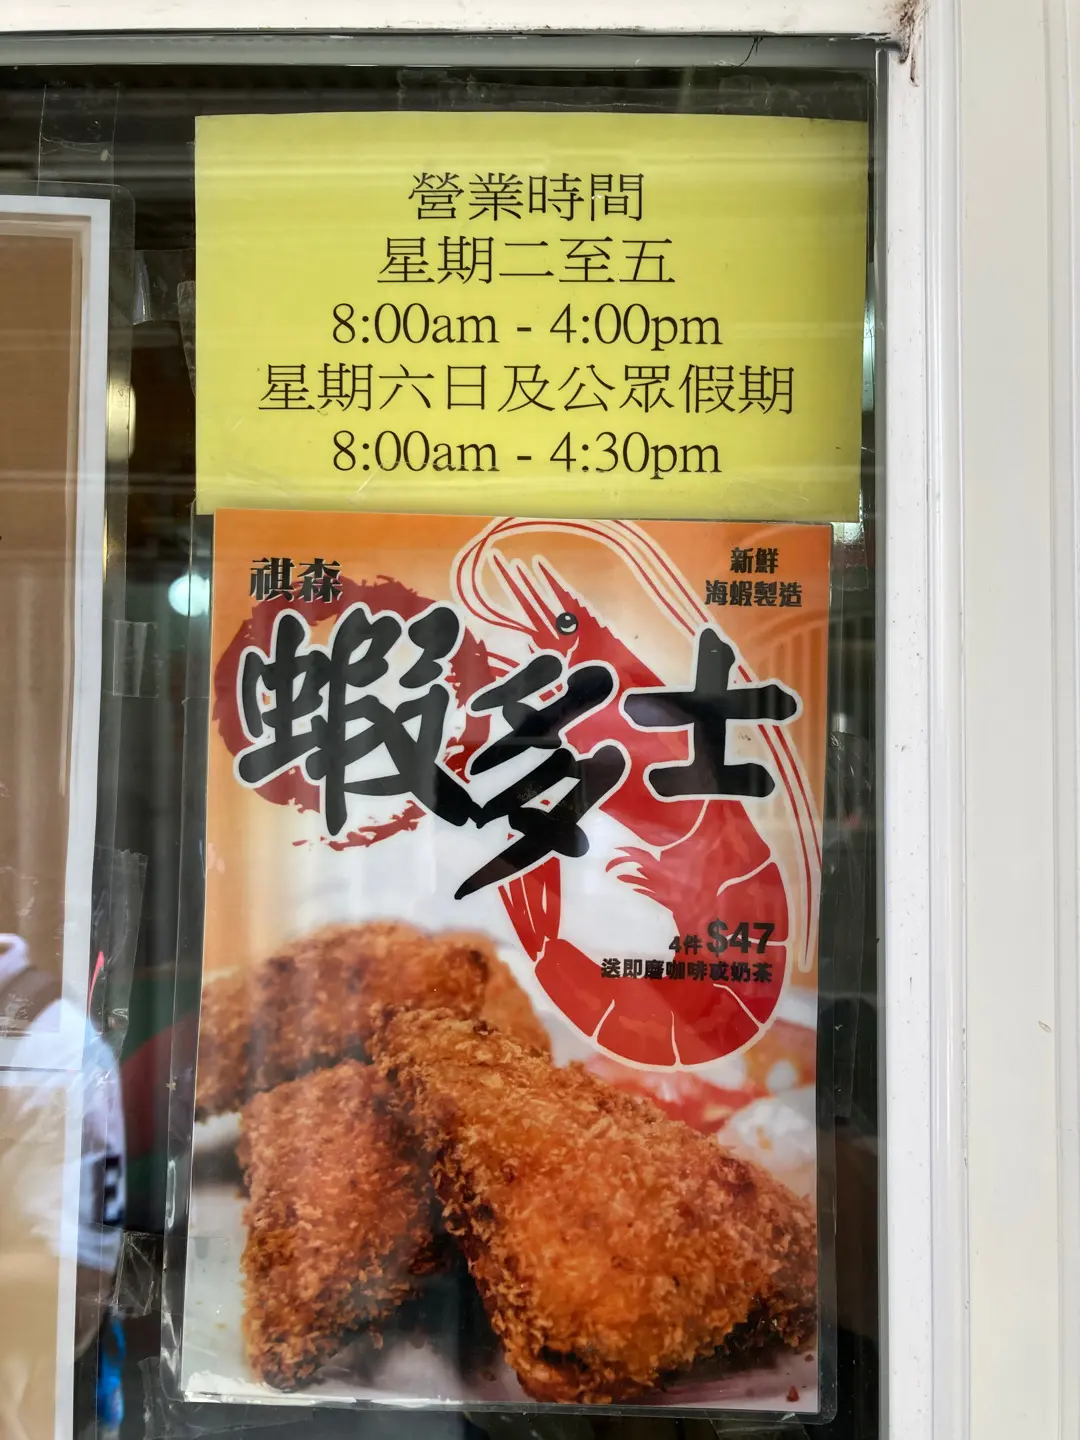 營業時間
星期二至五
8:00am - 4:00pm
星期六日及公眾假期
8:00am - 4:30pm
祺森
新鮮
海蝦製造
蝦多士
4件 $47
送即磨咖啡或奶茶